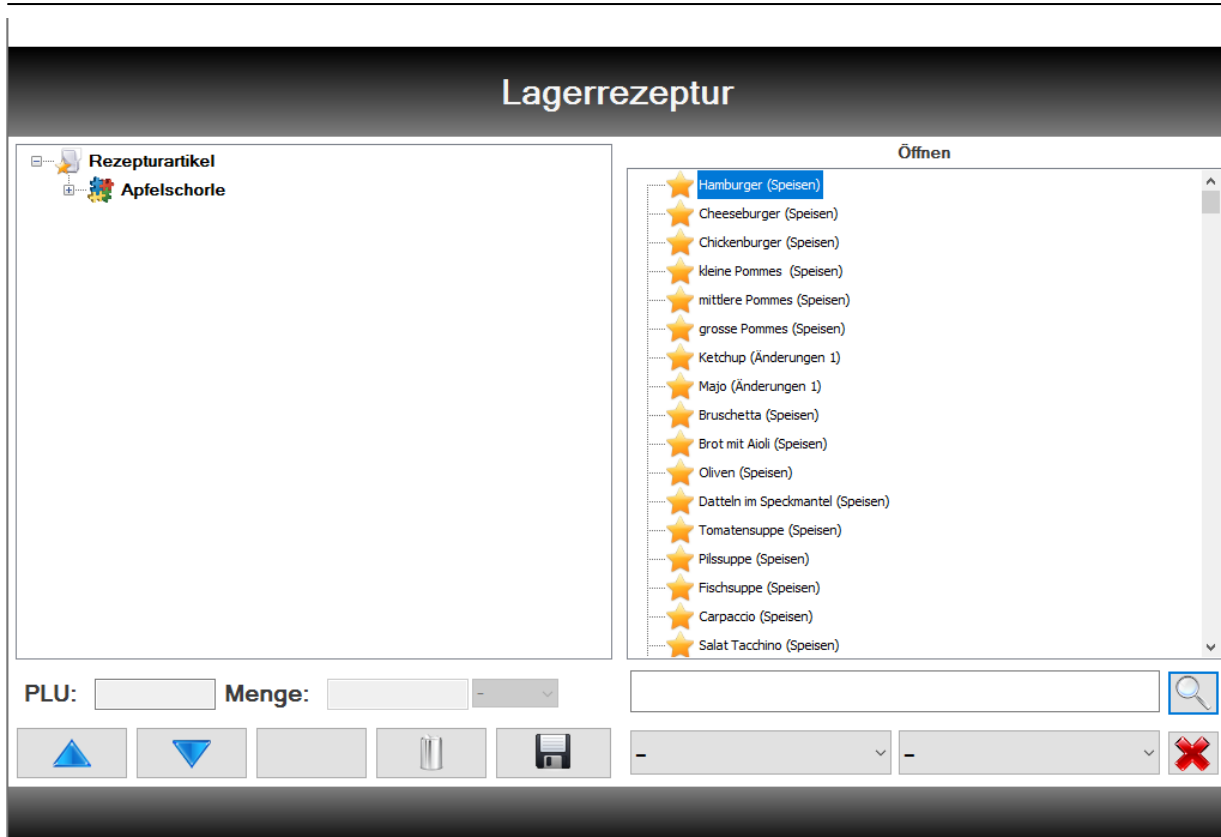 Lagerrezeptur
Rezepturartikel
Apfelschorle
Öffnen
Hamburger (Speisen)
Cheeseburger (Speisen)
Chickenburger (Speisen)
kleine Pommes  (Speisen)
mittlere Pommes (Speisen)
grosse Pommes (Speisen)
Ketchup (Änderungen 1)
Majo (Änderungen 1)
Bruschetta (Speisen)
Brot mit Aioli (Speisen)
Oliven (Speisen)
Datteln im Speckmantel (Speisen)
Tomatensuppe (Speisen)
Pilssuppe (Speisen)
Fischsuppe (Speisen)
Carpaccio (Speisen)
Salat Tacchino (Speisen)
PLU: Menge: -
- -